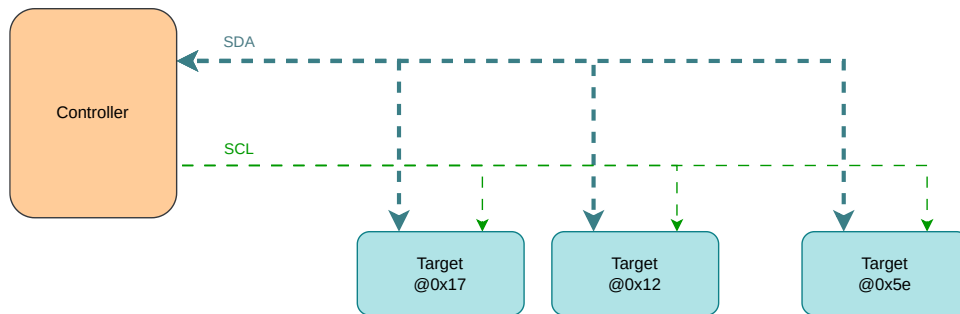 SDA
Controller
SCL
Target
@0x17
Target
@0x12
Target
@0x5e